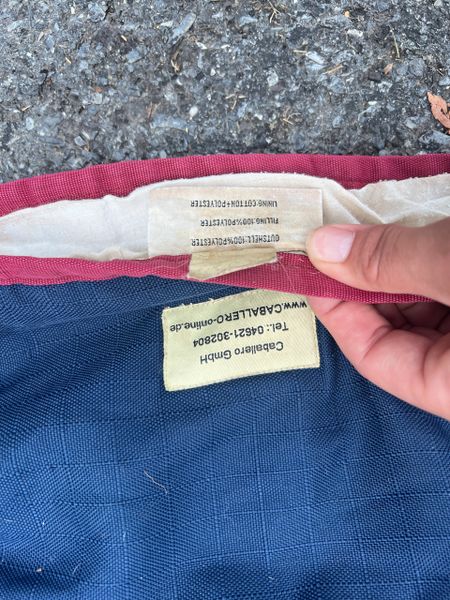 OUTSHELL:100%POLYESTER
FILLING:100%POLYESTER
LINING:COTTON+POLYESTER
Caballero GmbH
Tel.: 04621-302804
www.CABALLERO-online.de